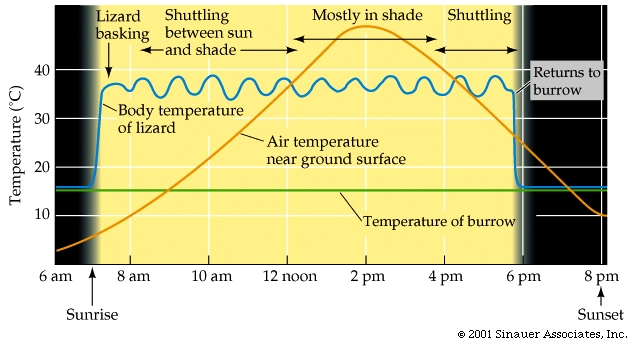 Lizard
basking
Shuttling
between sun
and shade
Mostly in shade
Shuttling
Returns to
burrow
Body temperature
of lizard
Air temperature
near ground surface
Temperature of burrow
Temperature (°C)
40
30
20
10
6 am 8 am 10 am 12 noon 2 pm 4 pm 6 pm 8 pm
Sunrise
Sunset
© 2001 Sinauer Associates, Inc.